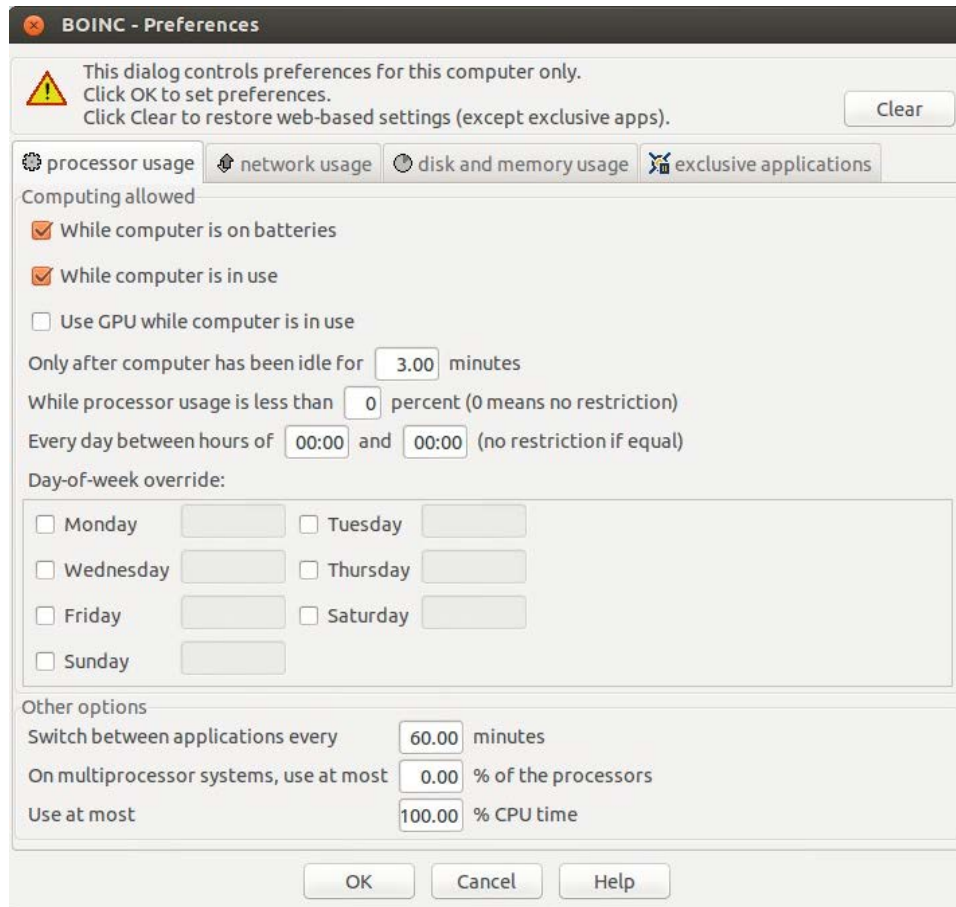 BOINC - Preferences
This dialog controls preferences for this computer only.
Click OK to set preferences.
Click Clear to restore web-based settings (except exclusive apps).
Clear
processor usage network usage disk and memory usage exclusive applications
Computing allowed
While computer is on batteries
While computer is in use
Use GPU while computer is in use
Only after computer has been idle for 3.00 minutes
While processor usage is less than 0 percent (0 means no restriction)
Every day between hours of 00:00 and 00:00 (no restriction if equal)
Day-of-week override:
Monday Tuesday
Wednesday Thursday
Friday Saturday
Sunday
Other options
Switch between applications every 60.00 minutes
On multiprocessor systems, use at most 0.00 % of the processors
Use at most 100.00 % CPU time
OK Cancel Help